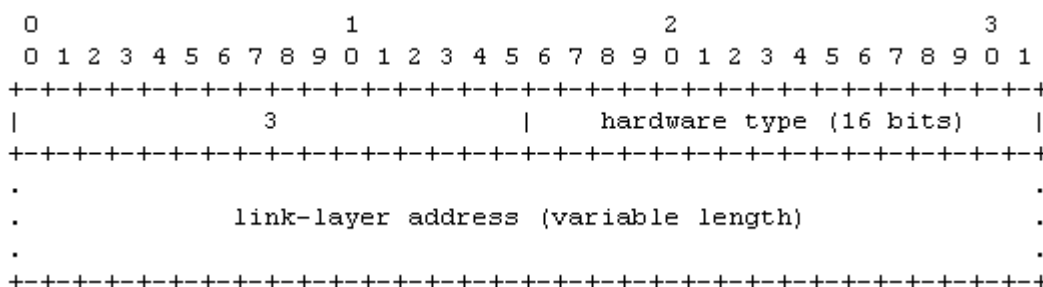 0                   1                   2                   3
 0 1 2 3 4 5 6 7 8 9 0 1 2 3 4 5 6 7 8 9 0 1 2 3 4 5 6 7 8 9 0 1
+-+-+-+-+-+-+-+-+-+-+-+-+-+-+-+-+-+-+-+-+-+-+-+-+-+-+-+-+-+-+-+-+
|               3               |    hardware type (16 bits)    |
+-+-+-+-+-+-+-+-+-+-+-+-+-+-+-+-+-+-+-+-+-+-+-+-+-+-+-+-+-+-+-+-+
.                                                               .
.             link-layer address (variable length)              .
.                                                               .
+-+-+-+-+-+-+-+-+-+-+-+-+-+-+-+-+-+-+-+-+-+-+-+-+-+-+-+-+-+-+-+-+